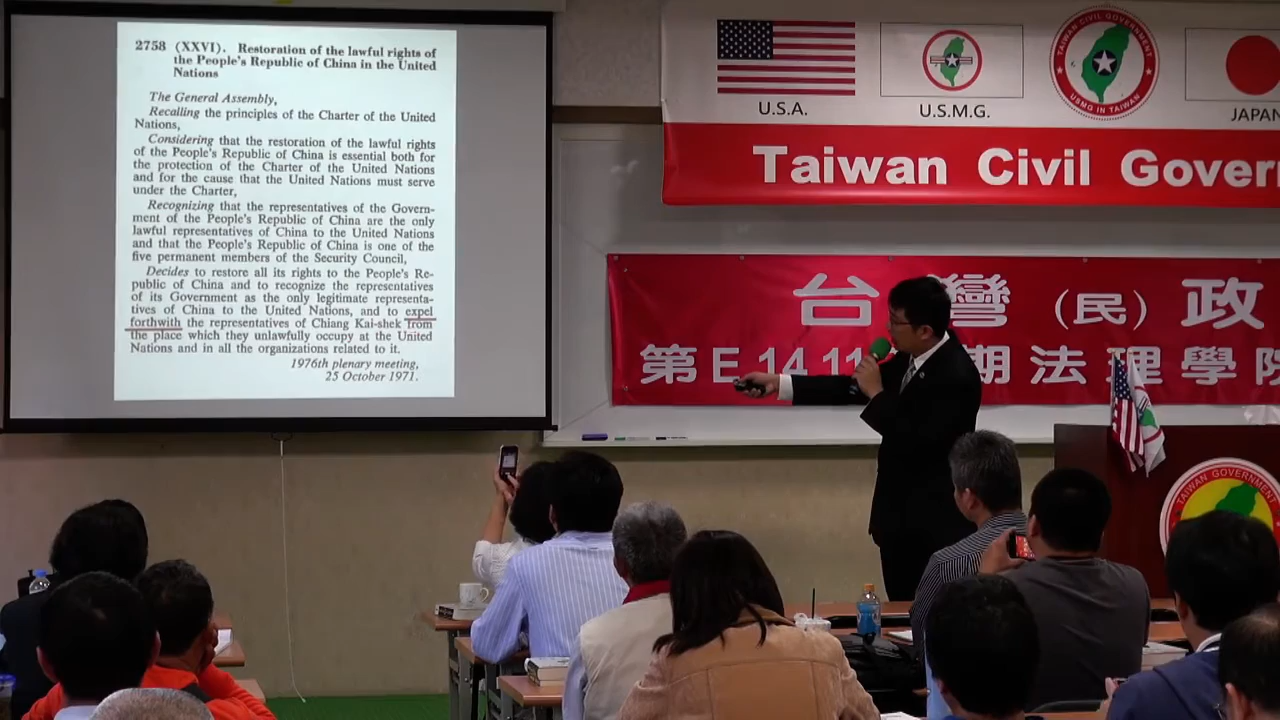 2758 (XXVI). Restoration of the lawful rights of
the People's Republic of China in the United
Nations
The General Assembly,
Recalling the principles of the Charter of the United
Nations,
Considering that the restoration of the lawful rights
of the People's Republic of China is essential both for
the protection of the Charter of the United Nations
and for the cause that the United Nations must serve
under the Charter,
Recognizing that the representatives of the Govern-
ment of the People's Republic of China are the only
lawful representatives of China to the United Nations
and that the People's Republic of China is one of the
five permanent members of the Security Council,
Decides to restore all its rights to the People's Re-
public of China and to recognize the representatives
of its Government as the only legitimate representa-
tives of China to the United Nations, and to expel
forthwith the representatives of Chiang Kai-shek from
the place which they unlawfully occupy at the United
Nations and in all the organizations related to it.
1976th plenary meeting,
25 October 1971.
U.S.A.
U.S.M.G.
TAIWAN CIVIL GOVERNMENT
USMG IN TAIWAN
JAPAN
Taiwan Civil Govern
台灣(民)政
第E 14 11 期法理學院
TAIWAN GOVERNMENT